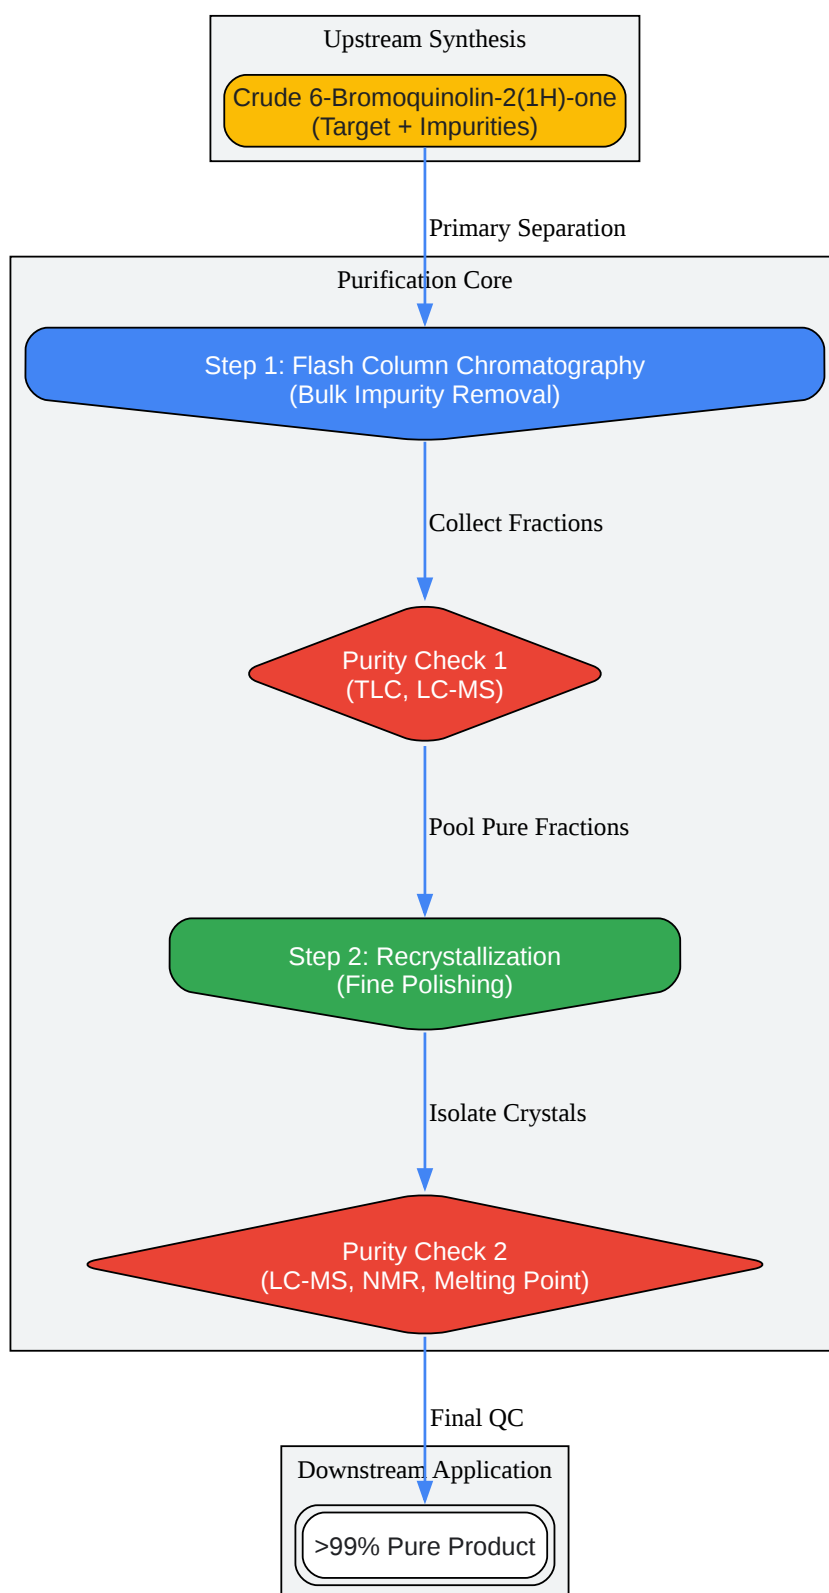 Upstream Synthesis
Crude 6-Bromoquinolin-2(1H)-one
(Target + Impurities)
Primary Separation
Purification Core
Step 1: Flash Column Chromatography
(Bulk Impurity Removal)
Collect Fractions
Purity Check 1
(TLC, LC-MS)
Pool Pure Fractions
Step 2: Recrystallization
(Fine Polishing)
Isolate Crystals
Purity Check 2
(LC-MS, NMR, Melting Point)
Final QC
Downstream Application
>99% Pure Product